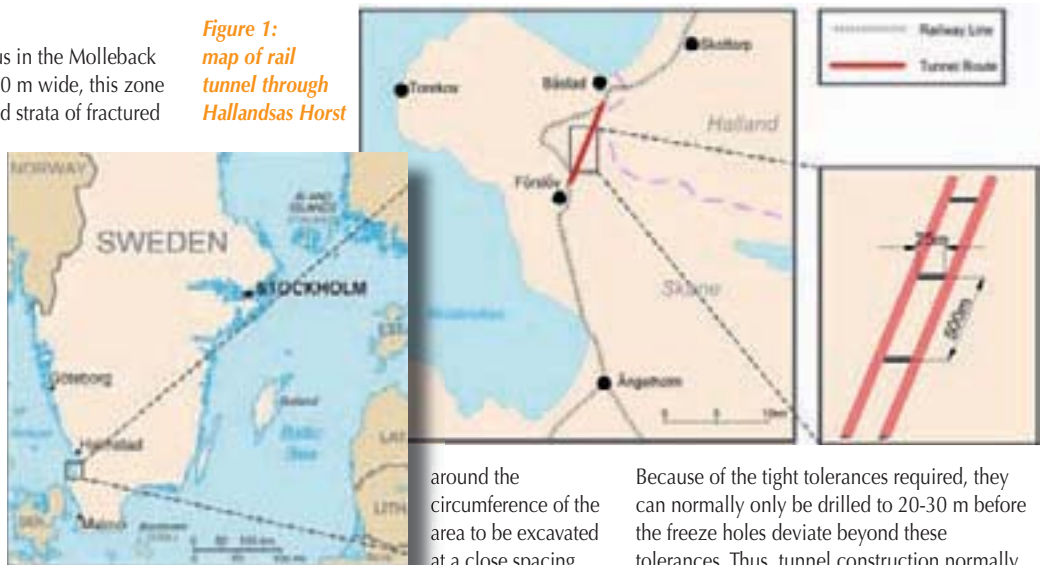 us in the Molleback
0 m wide, this zone
d strata of fractured
Figure 1:
map of rail
tunnel through
Hallandsas Horst
Skottorp
Torekov
Båstad
Halland
Förslöv
Skåne
Ängelholm
Railway Line
Tunnel Route
25m
500m
NORWAY
SWEDEN
STOCKHOLM
Göteborg
Halmstad
Malmö
Baltic
Sea
LAT
LITH
around the
circumference of the
area to be excavated
at a close spacing
Because of the tight tolerances required, they
can normally only be drilled to 20-30 m before
the freeze holes deviate beyond these
tolerances. Thus, tunnel construction normally